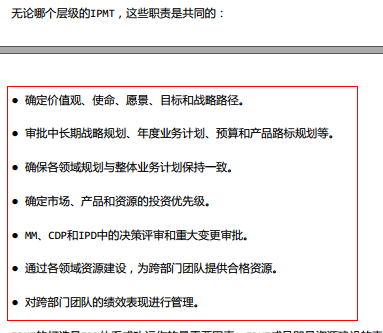 无论哪个层级的IPMT，这些职责是共同的：
● 确定价值观、使命、愿景、目标和战略路径。
● 审批中长期战略规划、年度业务计划、预算和产品路标规划等。
● 确保各领域规划与整体业务计划保持一致。
● 确定市场、产品和资源的投资优先级。
● MM、CDP和IPD中的决策评审和重大变更审批。
● 通过各领域资源建设，为跨部门团队提供合格资源。
● 对跨部门团队的绩效表现进行管理。